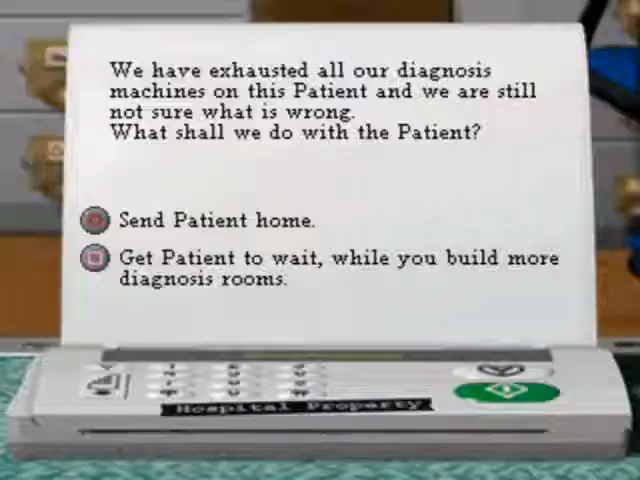 We have exhausted all our diagnosis
machines on this Patient and we are still
not sure what is wrong.
What shall we do with the Patient?
Send Patient home.
Get Patient to wait, while you build more
diagnosis rooms.
Hospital Property